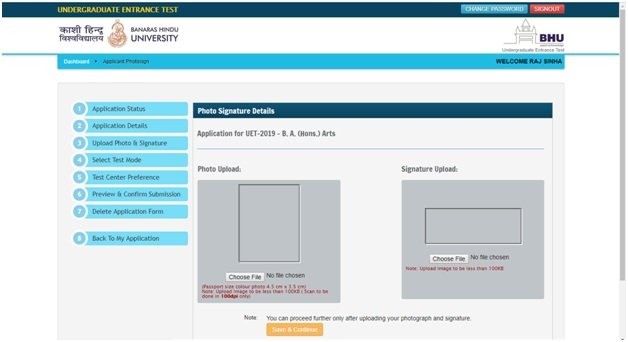 UNDERGRADUATE ENTRANCE TEST
CHANGE PASSWORD SIGNOUT
काशी हिन्दू
विश्वविद्यालय
BANARAS HINDU
UNIVERSITY
BHU
Undergraduate Entrance Test
Dashboard Applicant Photosign
WELCOME RAJ SINHA
1 Application Status
2 Application Details
3 Upload Photo & Signature
4 Select Test Mode
5 Test Center Preference
6 Preview & Confirm Submission
7 Delete Application Form
8 Back To My Application
Photo Signature Details
Application for UET-2019 - B. A. (Hons.) Arts
Photo Upload:
Choose File No file chosen
(Passport size colour photo 4.5 cm x 3.5 cm)
Note: Upload Image to be less than 100KB (Scan to be
done in 100dpi only)
Signature Upload:
Choose File No file chosen
Note: Upload Image to be less than 100KB
Note: You can proceed further only after uploading your photograph and signature.
Save & Continue